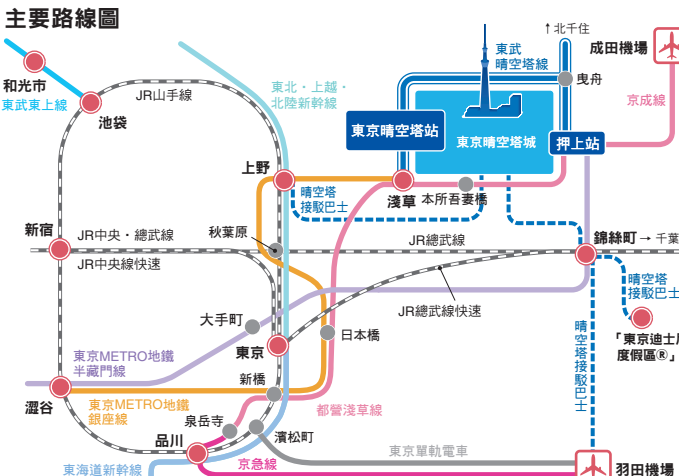 主要路線圖
↑北千住
成田機場
東武
晴空塔線
和光市
東武東上線
池袋
JR山手線
東北・上越・
北陸新幹線
曳舟
京成線
東京晴空塔站
東京晴空塔城
押上站
上野
晴空塔
接駁巴士
淺草
本所吾妻橋
新宿
JR中央・總武線
JR中央線快速
秋葉原
JR總武線
錦絲町→千葉
晴空塔
接駁巴士
JR總武線快速
大手町
日本橋
東京
「東京迪士尼
度假區®」
晴空塔接駁巴士
東京METRO地鐵
半藏門線
新橋
澀谷
東京METRO地鐵
銀座線
都營淺草線
泉岳寺
品川
濱松町
東京單軌電車
京急線
東海道新幹線
羽田機場